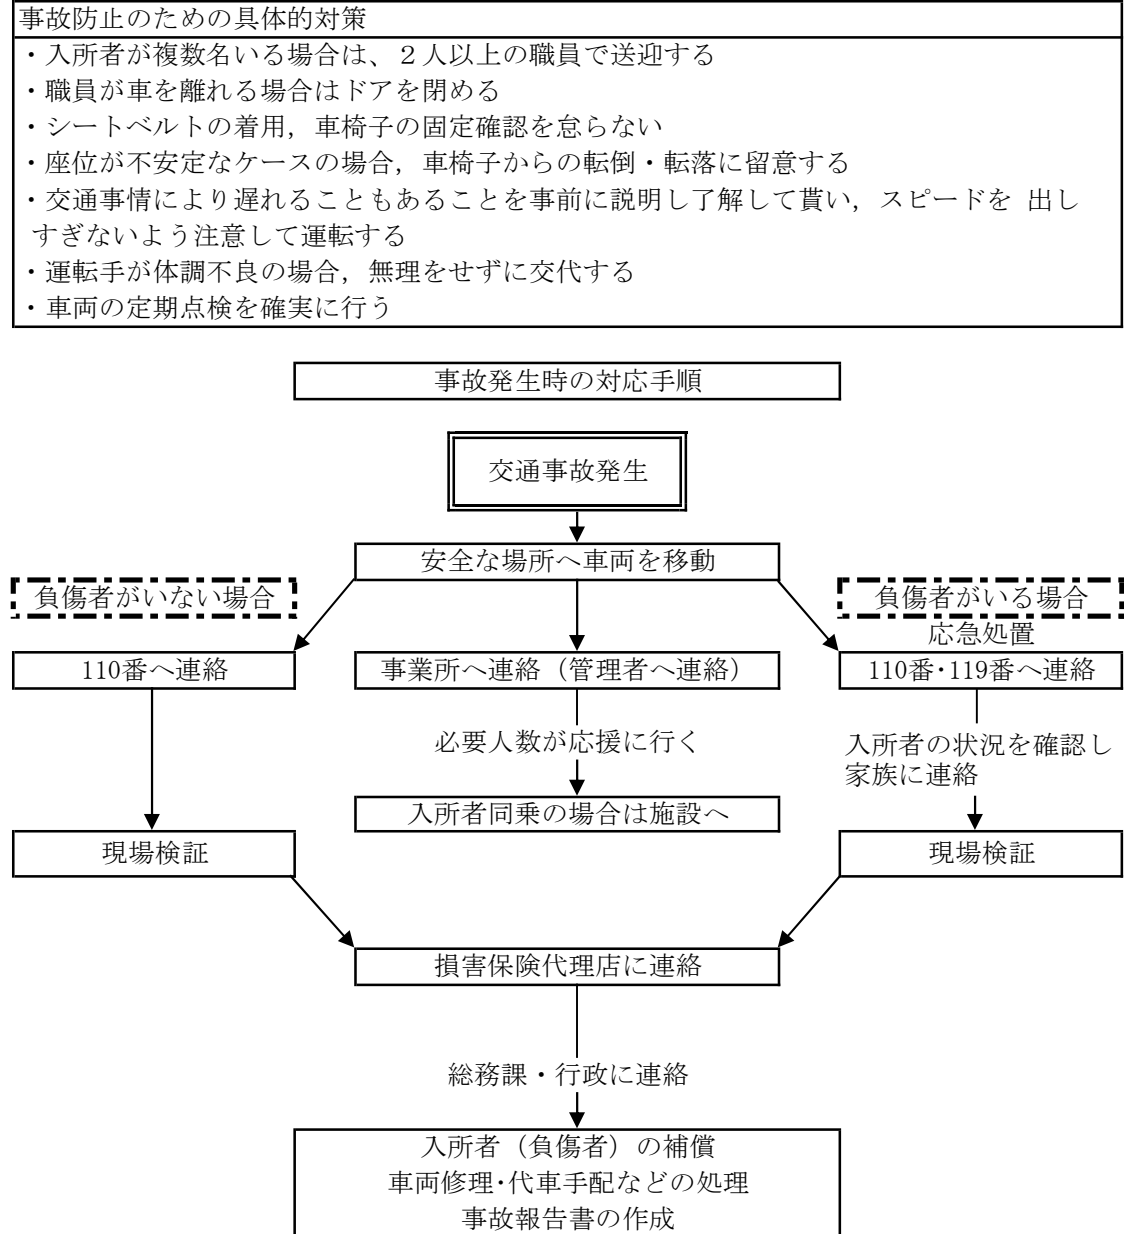 事故防止のための具体的対策
・入所者が複数名いる場合は、２人以上の職員で送迎する
・職員が車を離れる場合はドアを閉める
・シートベルトの着用，車椅子の固定確認を怠らない
・座位が不安定なケースの場合，車椅子からの転倒・転落に留意する
・交通事情により遅れることもあることを事前に説明し了解して貰い，スピードを 出し
すぎないよう注意して運転する
・運転手が体調不良の場合，無理をせずに交代する
・車両の定期点検を確実に行う
事故発生時の対応手順
交通事故発生
安全な場所へ車両を移動
負傷者がいない場合
負傷者がいる場合
応急処置
110番へ連絡
事業所へ連絡（管理者へ連絡）
110番･119番へ連絡
必要人数が応援に行く
入所者の状況を確認し
家族に連絡
入所者同乗の場合は施設へ
現場検証
現場検証
損害保険代理店に連絡
総務課・行政に連絡
入所者（負傷者）の補償
車両修理･代車手配などの処理
事故報告書の作成